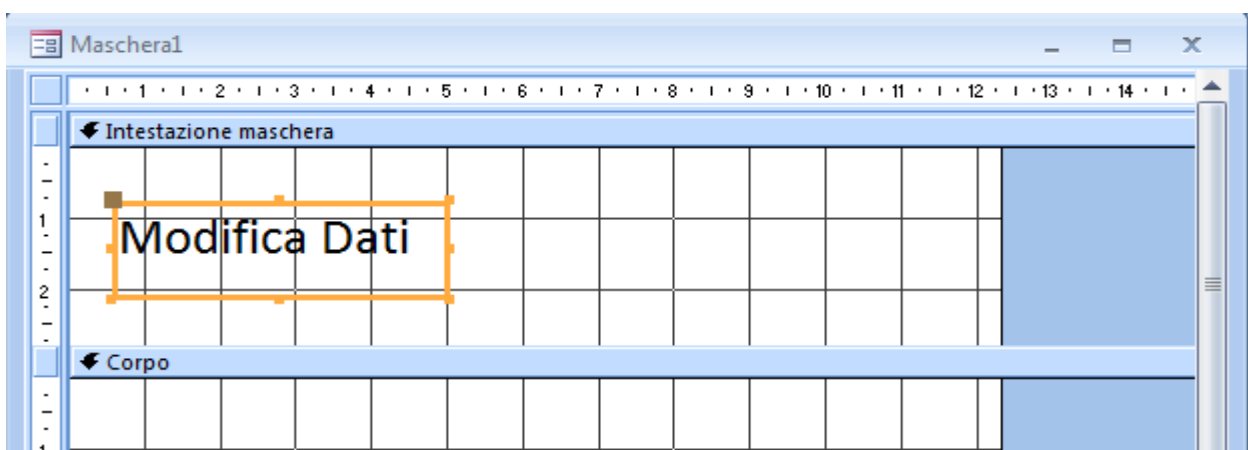 Maschera1
1 2 3 4 5 6 7 8 9 10 11 12 13 14
Intestazione maschera
1
Modifica Dati
2
Corpo
1